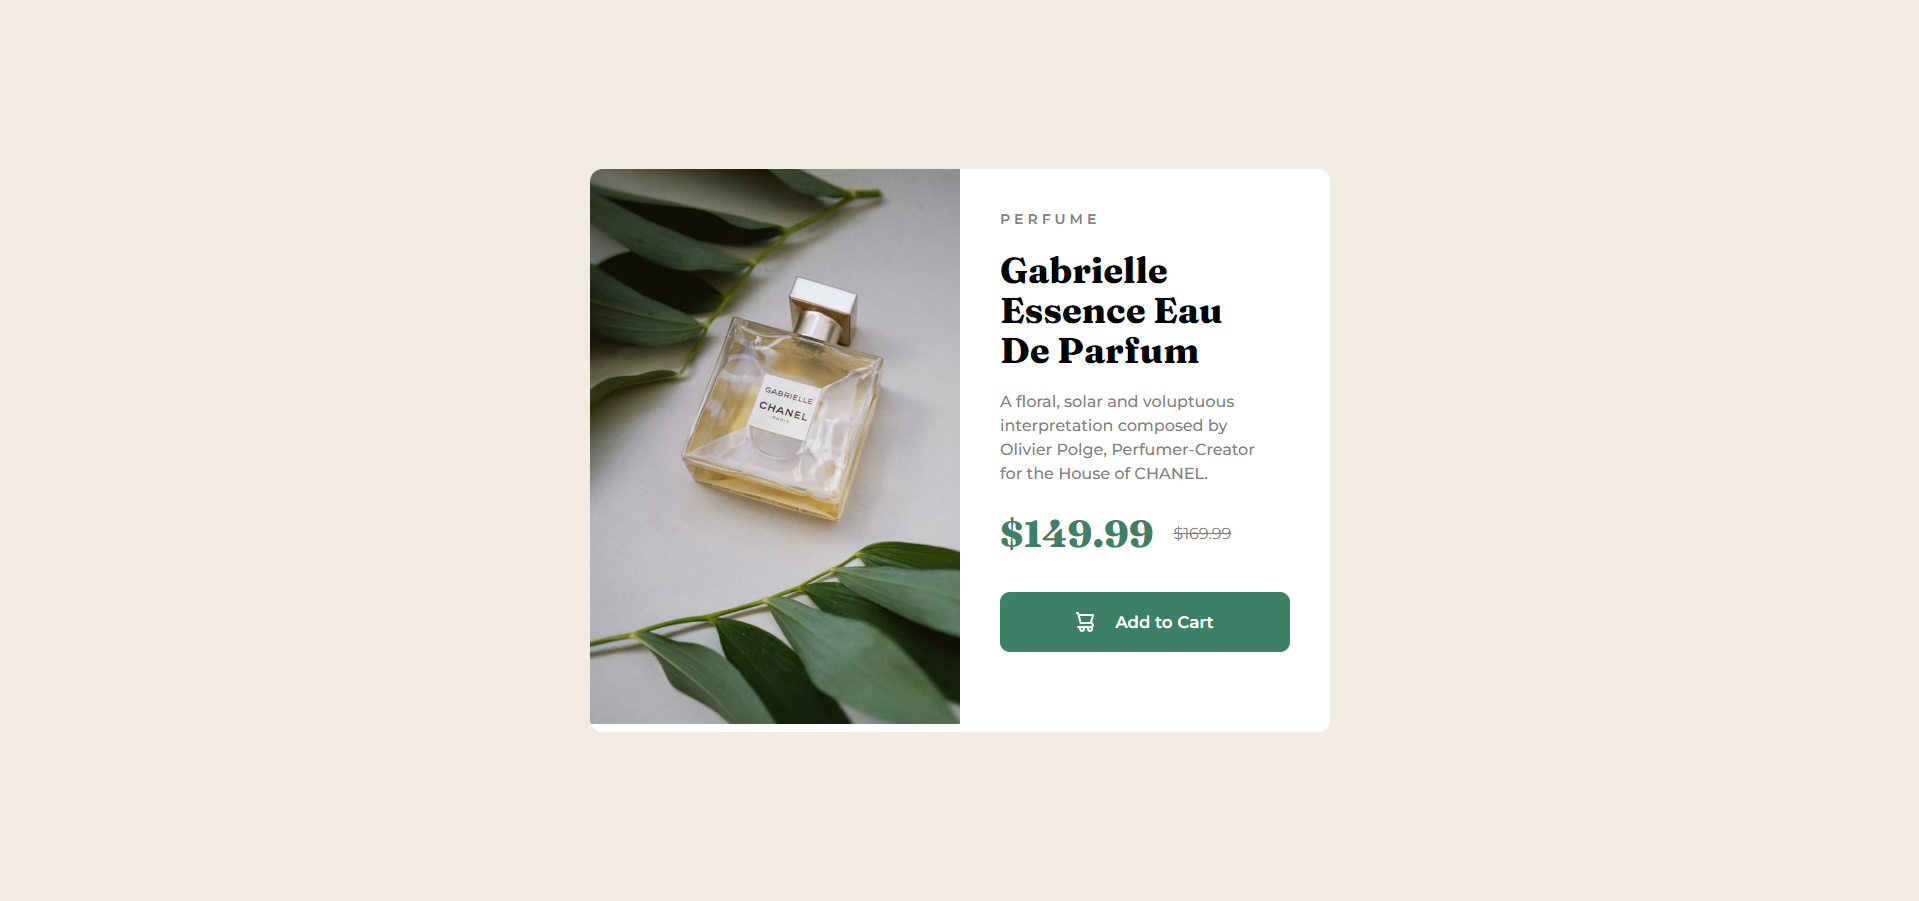 GABRIELLE
CHANEL
PARIS
PERFUME
Gabrielle
Essence Eau
De Parfum
A floral, solar and voluptuous
interpretation composed by
Olivier Polge, Perfumer-Creator
for the House of CHANEL.
$149.99 $169.99
Add to Cart